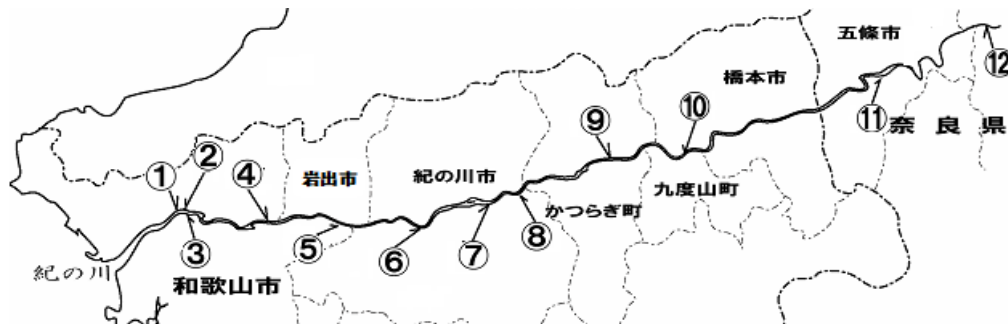 五條市
橋本市
⑫
⑩
⑨
⑪
奈良県
① ② ④
岩出市
紀の川市
九度山町
かつらぎ町
③ ⑤ ⑥ ⑦ ⑧
紀の川
和歌山市